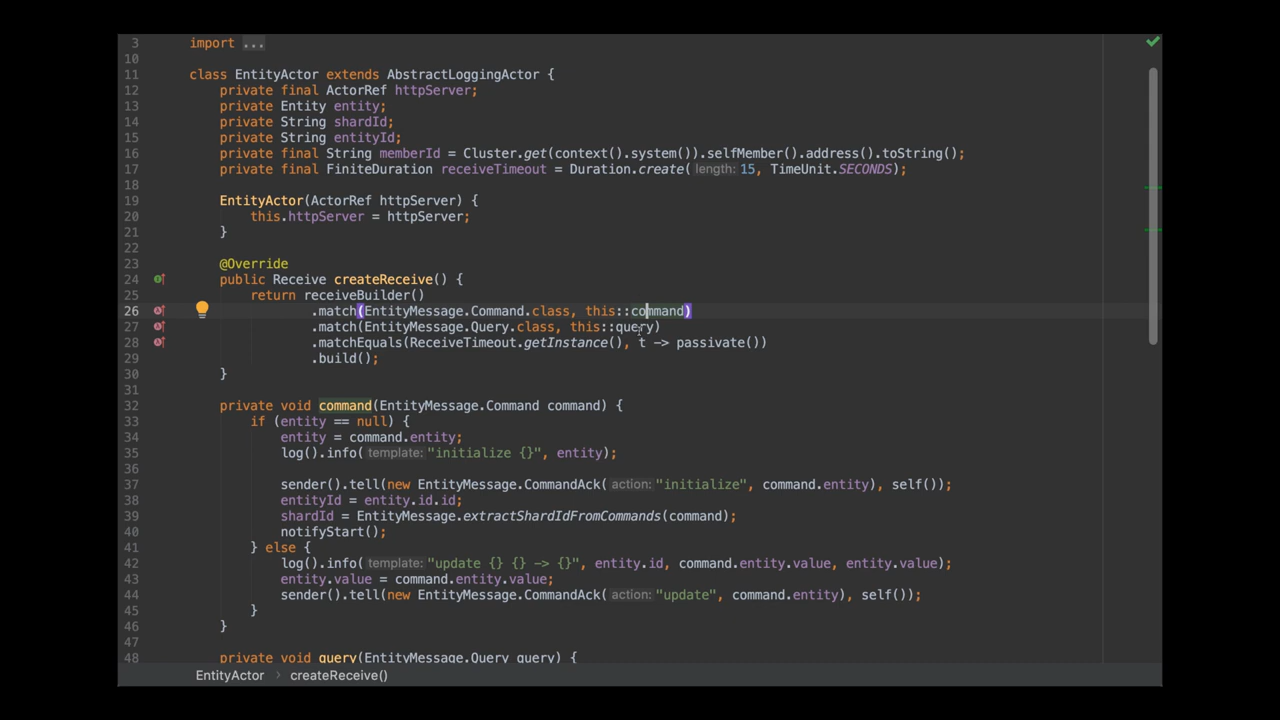 3 import ...
10
11 class EntityActor extends AbstractLoggingActor {
12 private final ActorRef httpServer;
13 private Entity entity;
14 private String shardId;
15 private String entityId;
16 private final String memberId = Cluster.get(context().system()).selfMember().address().toString();
17 private final FiniteDuration receiveTimeout = Duration.create( length: 15, TimeUnit.SECONDS);
18
19 EntityActor(ActorRef httpServer) {
20 this.httpServer = httpServer;
21 }
22
23 @Override
24 public Receive createReceive() {
25 return receiveBuilder()
26 .match(EntityMessage.Command.class, this::command)
27 .match(EntityMessage.Query.class, this::query)
28 .matchEquals(ReceiveTimeout.getInstance(), t -> passivate())
29 .build();
30 }
31
32 private void command(EntityMessage.Command command) {
33 if (entity == null) {
34 entity = command.entity;
35 log().info( template: "initialize {}", entity);
36
37 sender().tell(new EntityMessage.CommandAck( action: "initialize", command.entity), self());
38 entityId = entity.id.id;
39 shardId = EntityMessage.extractShardIdFromCommands(command);
40 notifyStart();
41 } else {
42 log().info( template: "update {} {} -> {}", entity.id, command.entity.value, entity.value);
43 entity.value = command.entity.value;
44 sender().tell(new EntityMessage.CommandAck( action: "update", command.entity), self());
45 }
46 }
47
48 private void query(EntityMessage.Query query) {
EntityActor › createReceive()